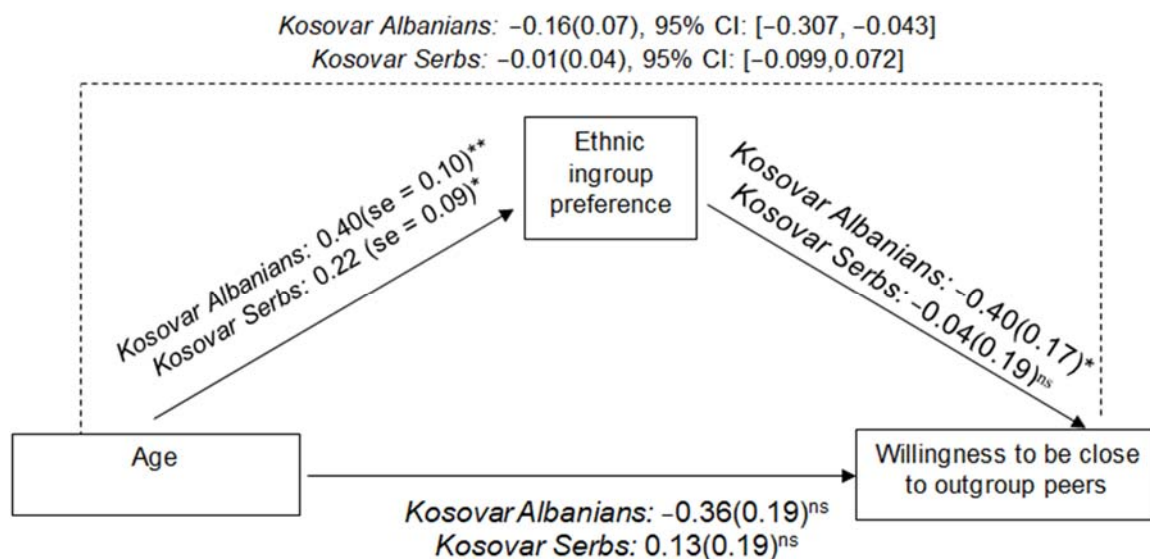 Kosovar Albanians: −0.16(0.07), 95% CI: [−0.307, −0.043]
Kosovar Serbs: −0.01(0.04), 95% CI: [−0.099,0.072]
Ethnic
ingroup
preference
Kosovar Albanians: 0.40(se = 0.10)**
Kosovar Serbs: 0.22 (se = 0.09)*
Kosovar Albanians: −0.40(0.17)*
Kosovar Serbs: −0.04(0.19)ns
Age
Willingness to be close
to outgroup peers
Kosovar Albanians: −0.36(0.19)ns
Kosovar Serbs: 0.13(0.19)ns